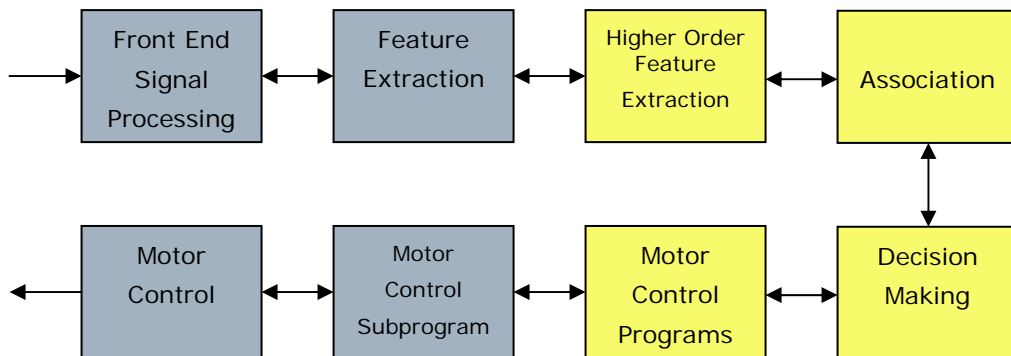 Front End
Signal
Processing
Feature
Extraction
Higher Order
Feature
Extraction
Association
Motor
Control
Motor
Control
Subprogram
Motor
Control
Programs
Decision
Making